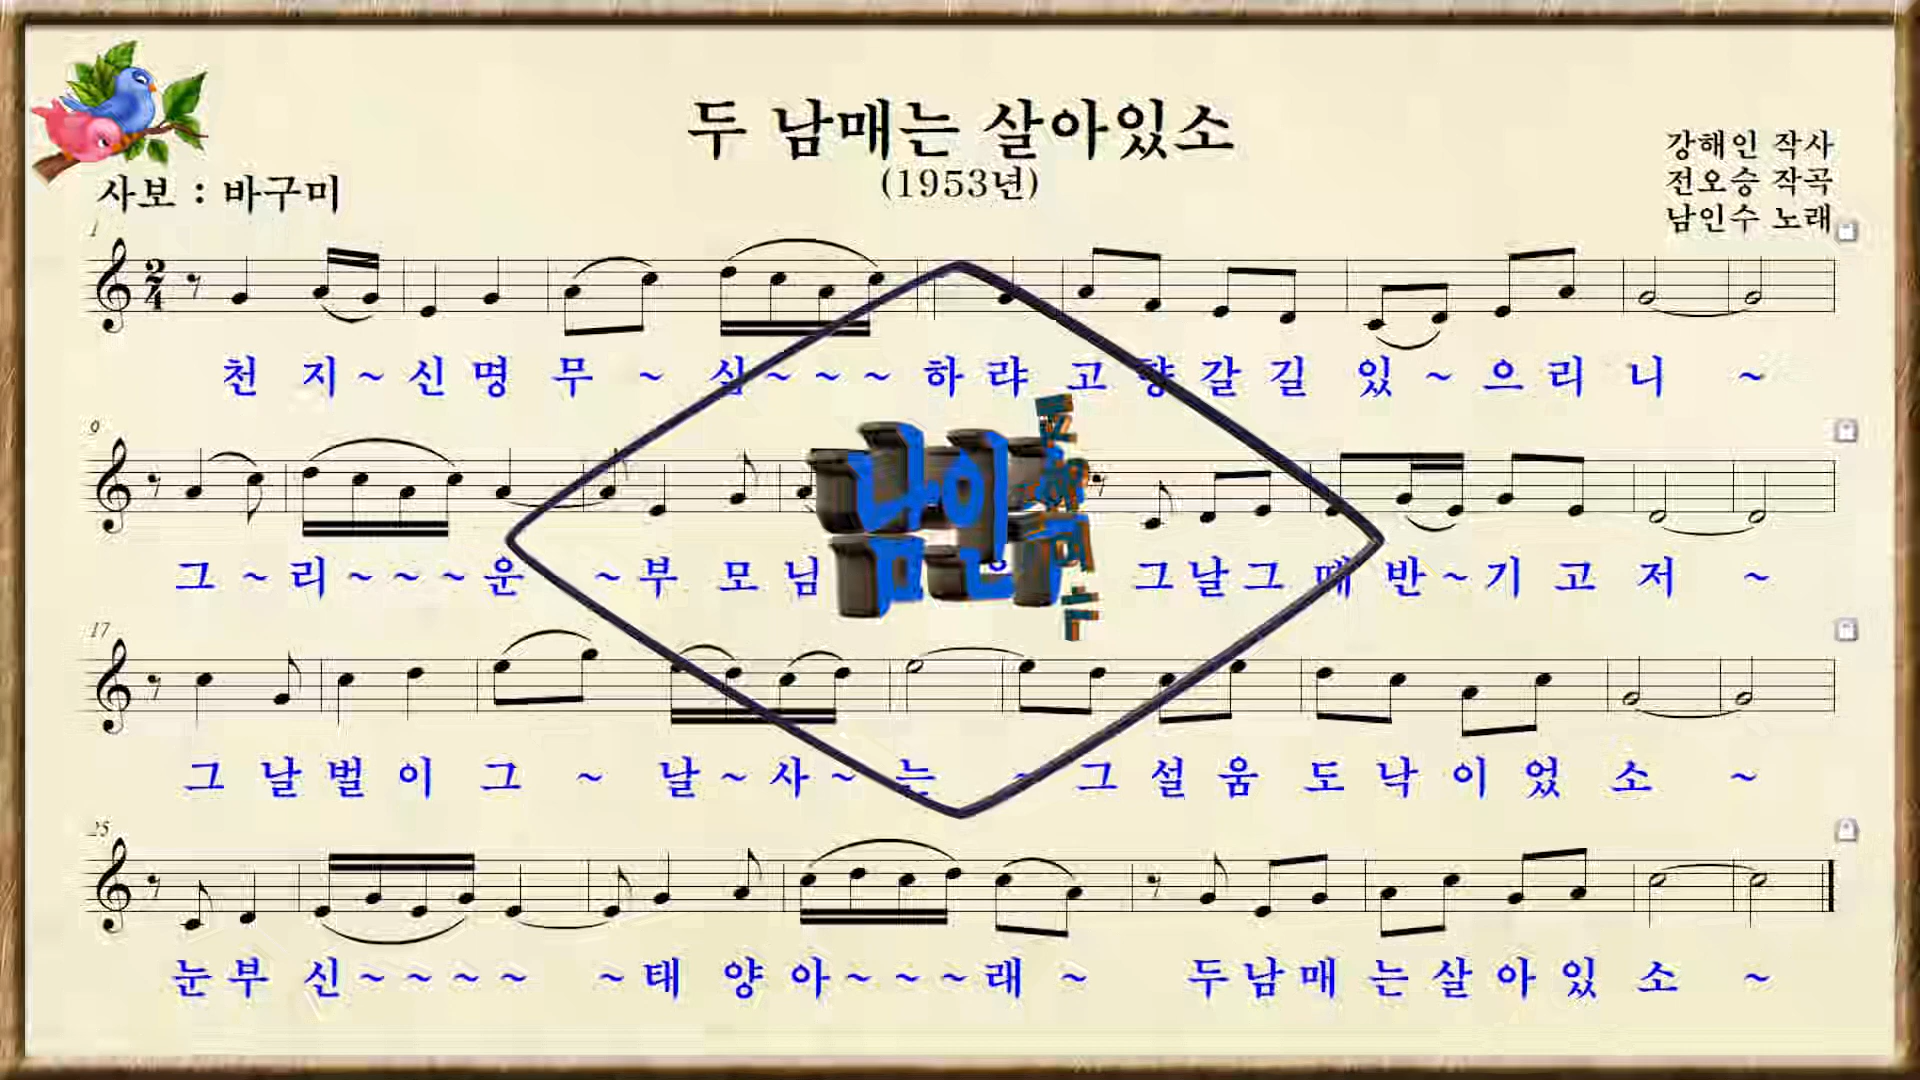 두 남매는 살아있소
(1953년)
강해인 작사
전오승 작곡
남인수 노래
사보 : 바구미
1
2
4
천 지 ~ 신 명 무 ~ 심 ~ ~ ~ 하 랴 고 향 갈 길 있 ~ 으 리 니 ~
9
그 ~ 리 ~ ~ ~ 운 ~ 부 모 님 그 날 그 때 반 ~ 기 고 저 ~
17
그 날 벌 이 그 ~ 날 ~ 사 ~ 는 ~ 그 설 움 도 낙 이 었 소 ~
25
눈 부 신 ~ ~ ~ ~ ~ 태 양 아 ~ ~ ~ 래 ~ 두 남 매 는 살 아 있 소 ~
남인